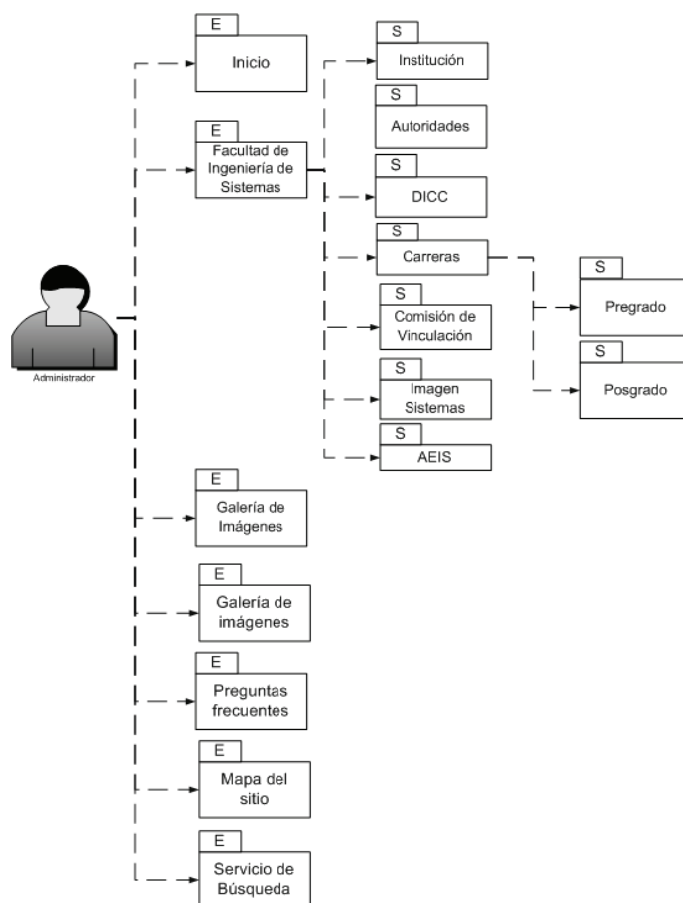 E
Inicio
E
Facultad de
Ingeniería de
Sistemas
S
Institución
S
Autoridades
S
DICC
S
Carreras
S
Comisión de
Vinculación
S
Imagen
Sistemas
S
AEIS
S
Pregrado
S
Posgrado
Administrador
E
Galería de
Imágenes
E
Galería de
imágenes
E
Preguntas
frecuentes
E
Mapa del
sitio
E
Servicio de
Búsqueda